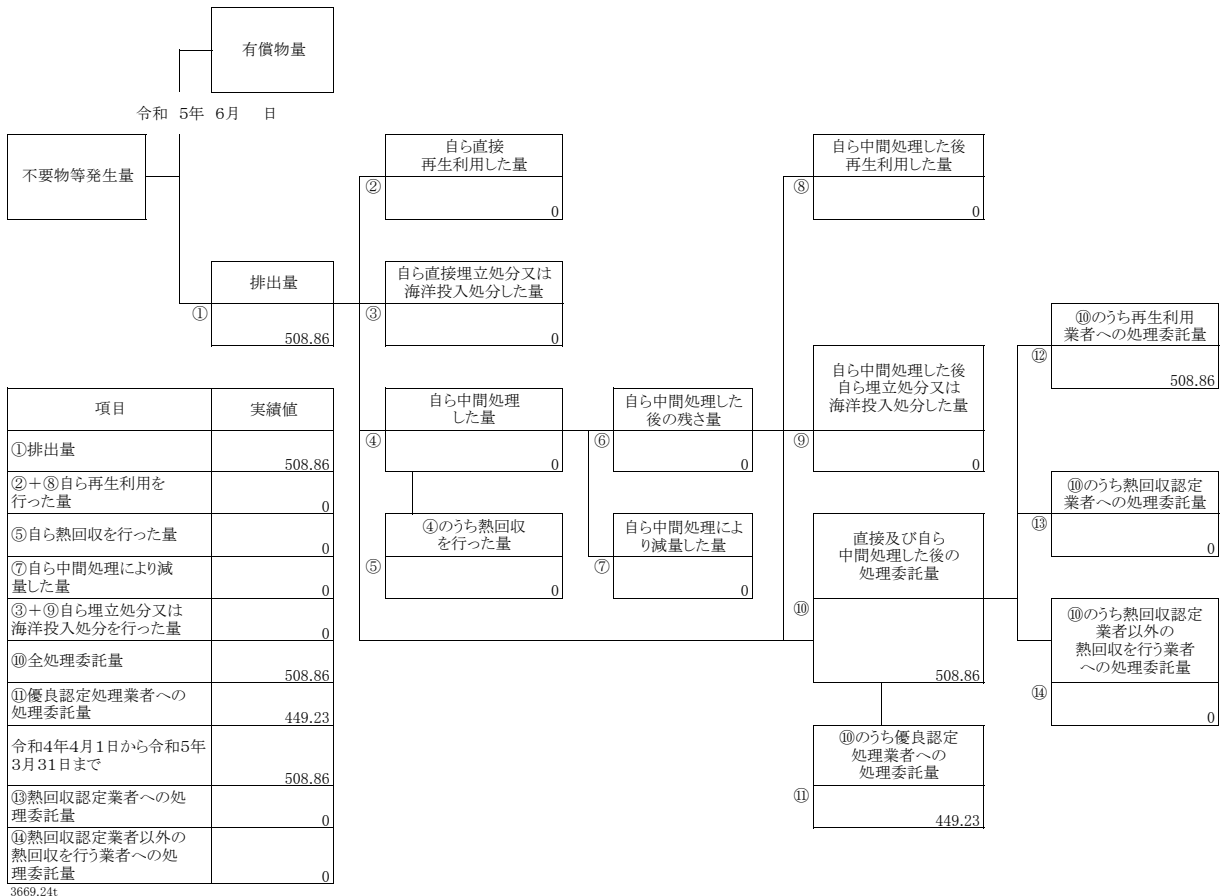 有償物量
令和 5年 6月 日
不要物等発生量
自ら直接
再生利用した量
②
0
自ら中間処理した後
再生利用した量
⑧
0
排出量
①
508.86
自ら直接埋立処分又は
海洋投入処分した量
③
0
⑩のうち再生利用
業者への処理委託量
⑫
508.86
自ら中間処理
した量
④
0
自ら中間処理した
後の残さ量
⑥
0
自ら中間処理した後
自ら埋立処分又は
海洋投入処分した量
⑨
0
⑩のうち熱回収認定
業者への処理委託量
⑬
0
④のうち熱回収
を行った量
⑤
0
自ら中間処理によ
り減量した量
⑦
0
直接及び自ら
中間処理した後の
処理委託量
⑩
508.86
⑩のうち熱回収認定
業者以外の
熱回収を行う業者
への処理委託量
⑭
0
⑩のうち優良認定
処理業者への
処理委託量
⑪
449.23
項目 実績値
①排出量
508.86
②+⑧自ら再生利用を
行った量
0
⑤自ら熱回収を行った量
0
⑦自ら中間処理により減
量した量
0
③+⑨自ら埋立処分又は
海洋投入処分を行った量
0
⑩全処理委託量
508.86
⑪優良認定処理業者への
処理委託量
449.23
令和4年4月1日から令和5年
3月31日まで
508.86
⑬熱回収認定業者への処
理委託量
0
⑭熱回収認定業者以外の
熱回収を行う業者への処
理委託量
0
3669.24t